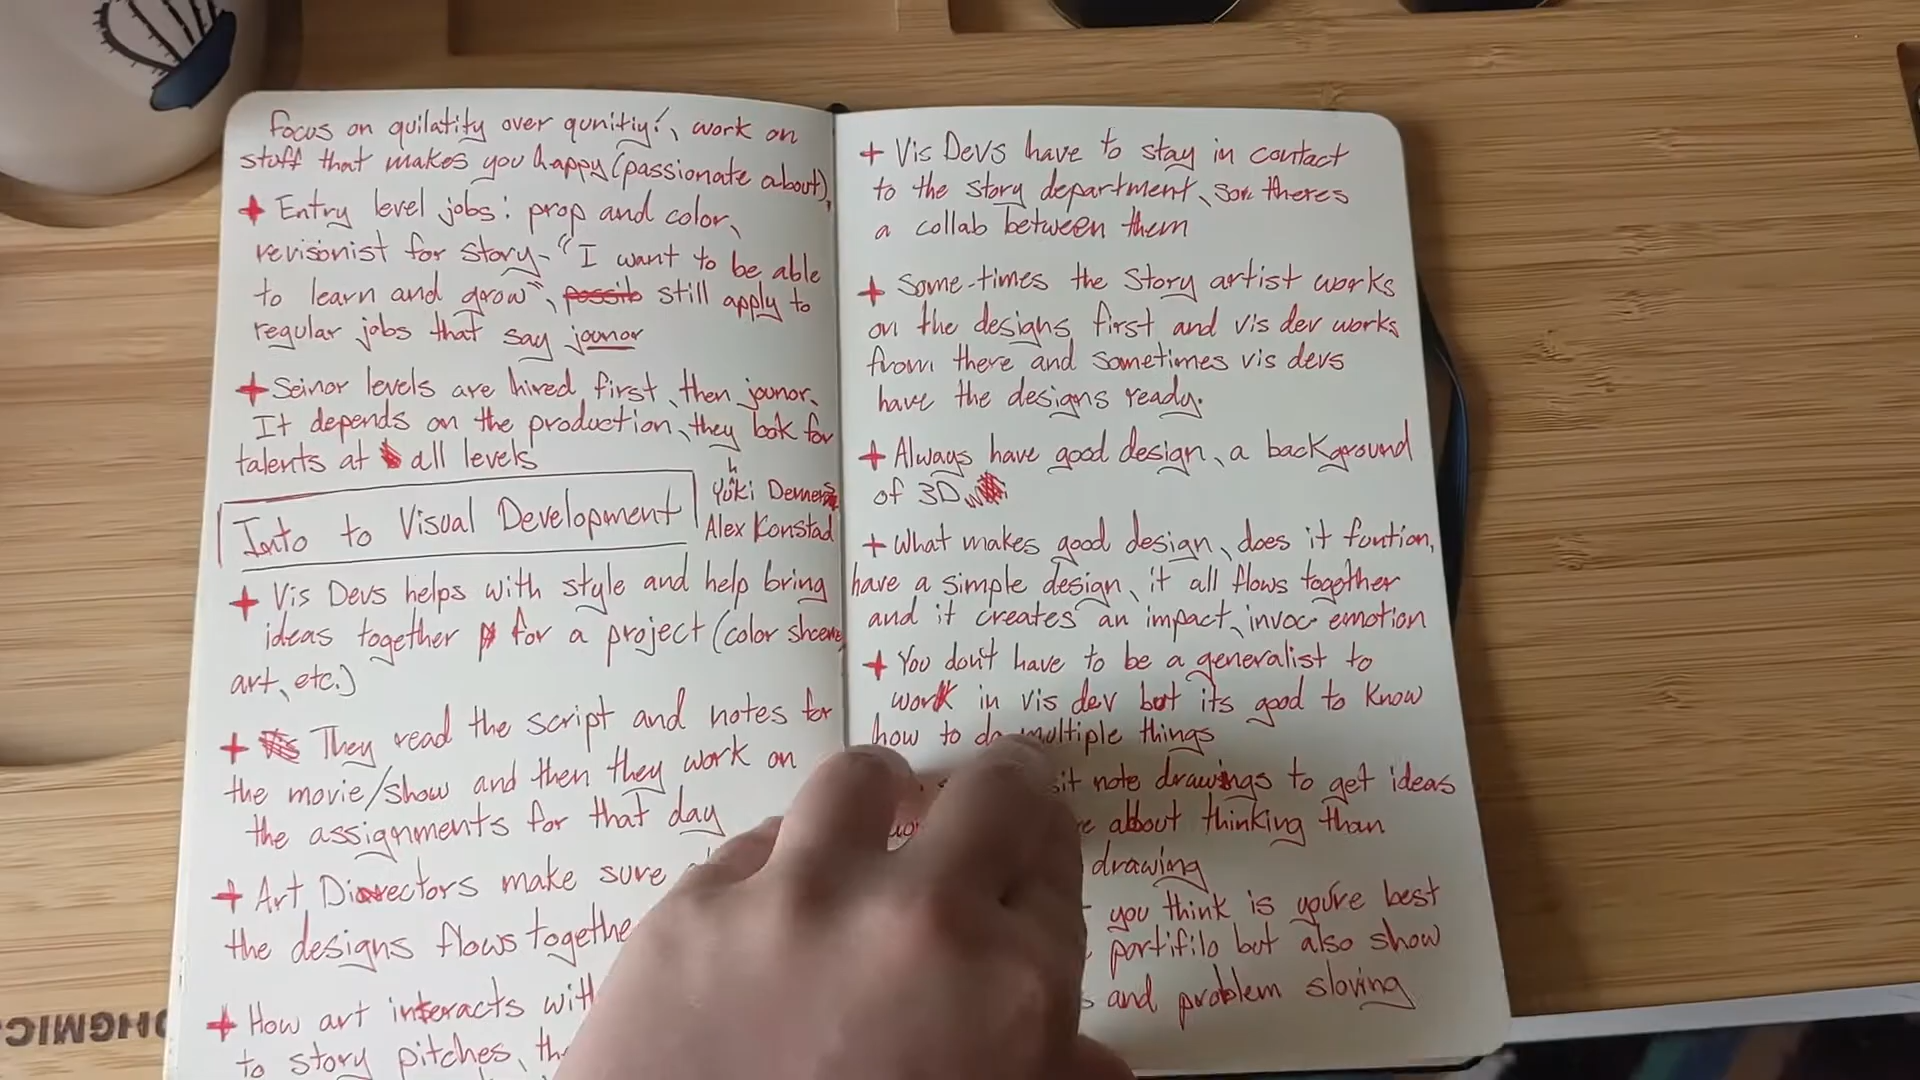 focus on quilatity over qunitiy!, work on
stuff that makes you happy (passionate about),
+ Entry level jobs: prop and color,
revisonist for story- "I want to be able
to learn and grow", still apply to
regular jobs that say jounor
+ Seinor levels are hired first, then jounor.
It depends on the production, they look for
talents at all levels
Into to Visual Development
Yuhki Demers
Alex Konstad
+ Vis Devs helps with style and help bring
ideas together for a project (color shceme
art, etc.)
+ They read the script and notes for
the movie/show and then they work on
the assignments for that day
+ Art Directors make sure
the designs flows together
+ How art interacts with
to story pitches,
+ Vis Devs have to stay in contact
to the story department, theres
a collab between them
+ Some-times the Story artist works
on the designs first and vis dev works
from there and sometimes vis devs
have the designs ready.
+ Always have good design, a background
of 3D
+ What makes good design, does it fontion,
have a simple design, it all flows together
and it creates an impact, invoc emotion
+ You don't have to be a generalist to
work in vis dev but its good to know
how to do multiple things
note drawings to get ideas
about thinking than
drawing
you think is you're best
portifilo but also show
and problem sloving